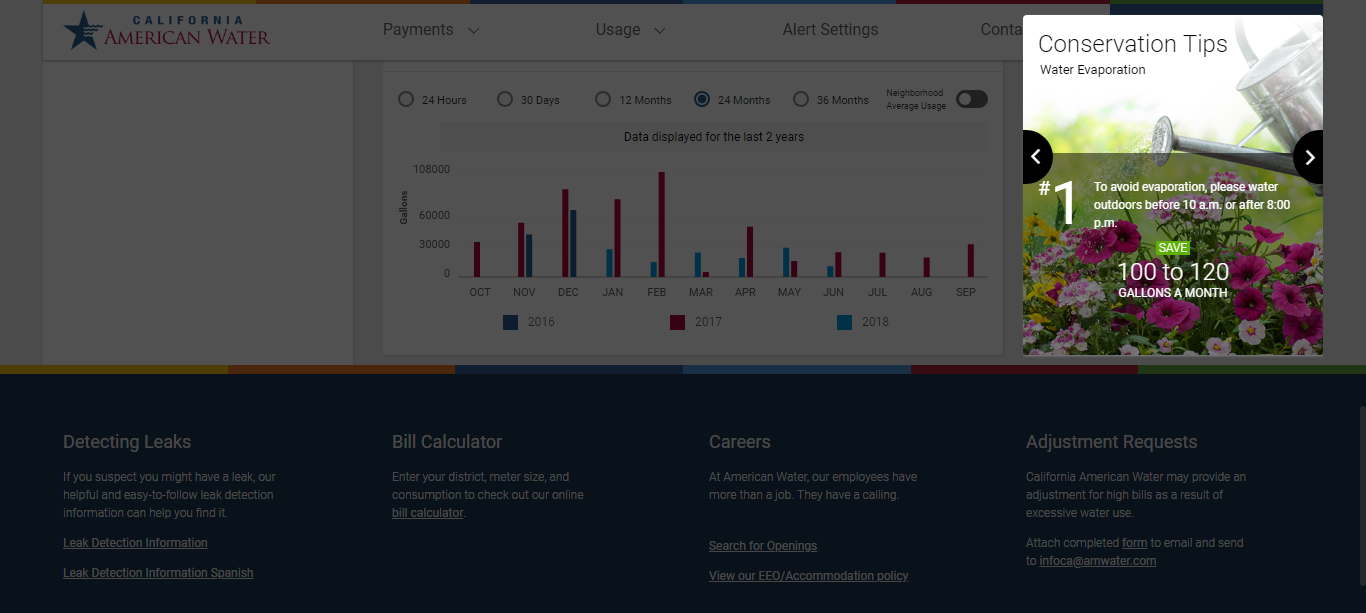 CALIFORNIA
AMERICAN WATER
Payments
Usage
Alert Settings
Conta
24 Hours
30 Days
12 Months
24 Months
36 Months
Neighborhood
Average Usage
Data displayed for the last 2 years
Gallons
108000
60000
30000
0
OCT NOV DEC JAN FEB MAR APR MAY JUN JUL AUG SEP
2016 2017 2018
Conservation Tips
Water Evaporation
#1
To avoid evaporation, please water
outdoors before 10 a.m. or after 8:00
p.m.
SAVE
100 to 120
GALLONS A MONTH
Detecting Leaks
If you suspect you might have a leak, our
helpful and easy-to-follow leak detection
information can help you find it.
Leak Detection Information
Leak Detection Information Spanish
Bill Calculator
Enter your district, meter size, and
consumption to check out our online
bill calculator.
Careers
At American Water, our employees have
more than a job. They have a calling.
Search for Openings
View our EEO/Accommodation policy
Adjustment Requests
California American Water may provide an
adjustment for high bills as a result of
excessive water use.
Attach completed form to email and send
to infoca@amwater.com